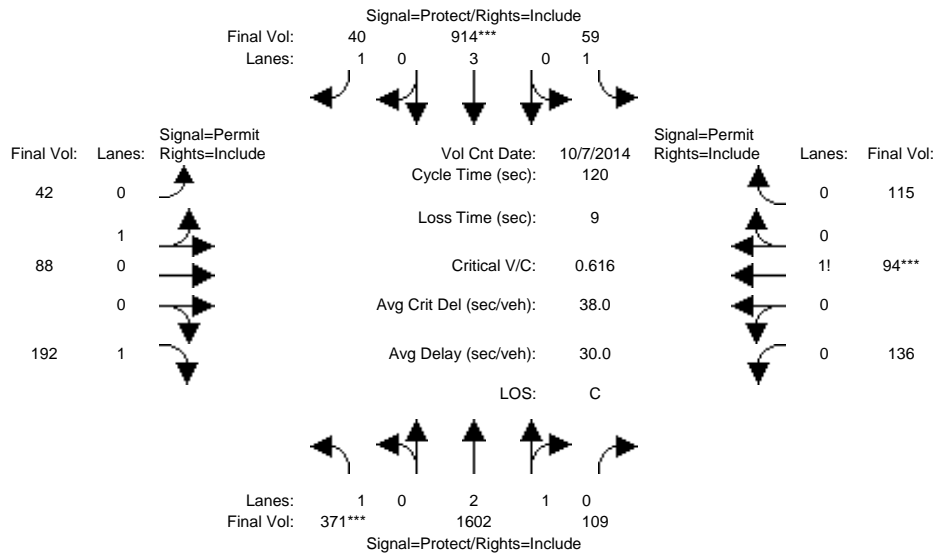 Signal=Protect/Rights=Include
Final Vol: 40 914*** 59
Lanes: 1 0 3 0 1
Signal=Permit
Final Vol: Lanes: Rights=Include
Vol Cnt Date: 10/7/2014
Signal=Permit
Rights=Include Lanes: Final Vol:
Cycle Time (sec): 120
42 0
0 115
Loss Time (sec): 9
1
0
88 0
Critical V/C: 0.616
1! 94***
0
Avg Crit Del (sec/veh): 38.0
0
192 1
Avg Delay (sec/veh): 30.0
0 136
LOS: C
Lanes: 1 0 2 1 0
Final Vol: 371*** 1602 109
Signal=Protect/Rights=Include